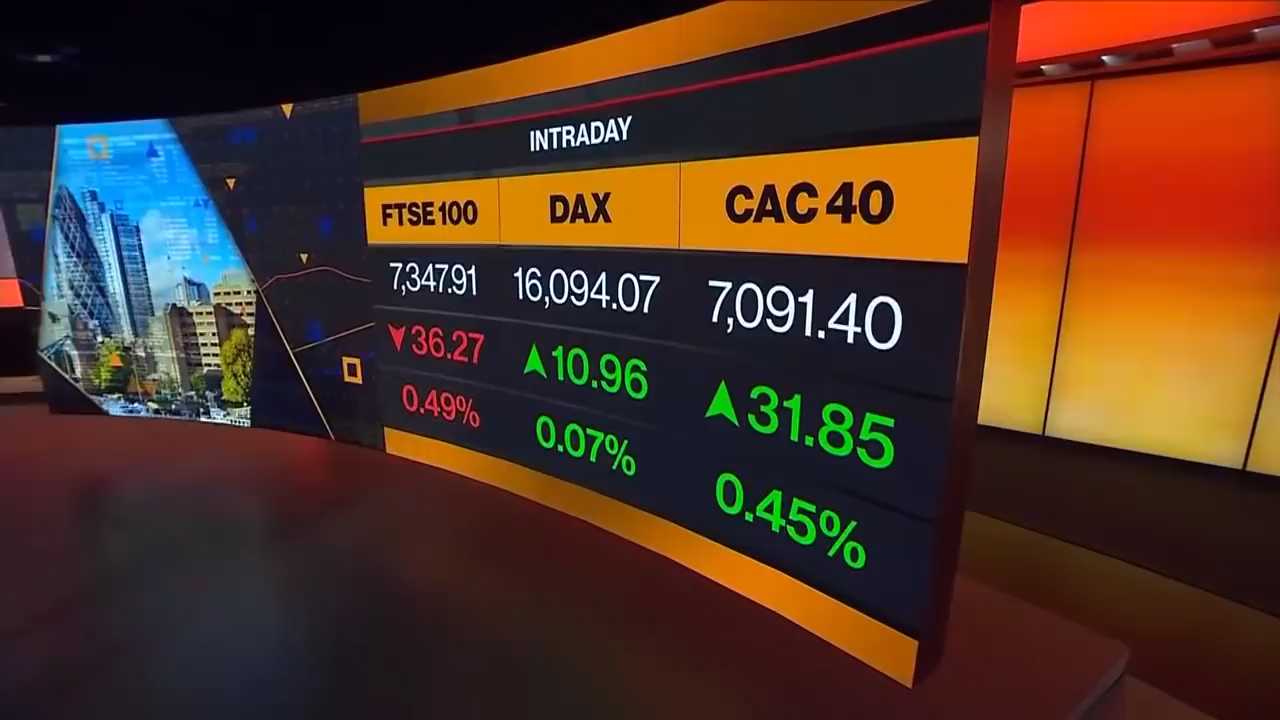 INTRADAY
FTSE 100 DAX CAC 40
7,347.91 16,094.07 7,091.40
▼36.27 ▲10.96 ▲31.85
0.49% 0.07% 0.45%